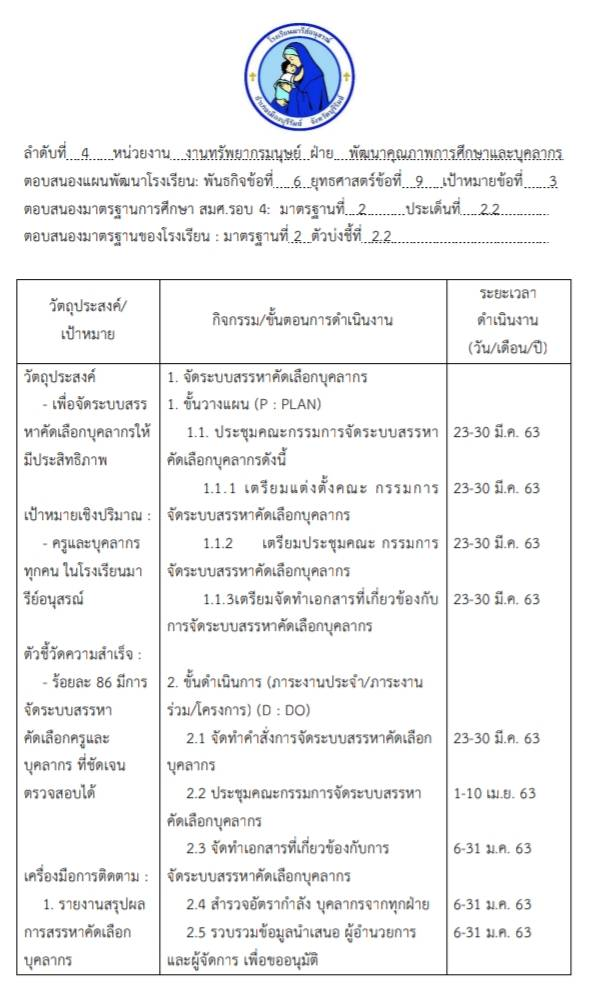 โรงเรียนมารีย์อนุสรณ์
อำเภอเมืองบุรีรัมย์ จังหวัดบุรีรัมย์
ลำดับที่ 4 หน่วยงาน งานทรัพยากรมนุษย์ ฝ่าย พัฒนาคุณภาพการศึกษาและบุคลากร
ตอบสนองแผนพัฒนาโรงเรียน: พันธกิจข้อที่ 6 ยุทธศาสตร์ข้อที่ 9 เป้าหมายข้อที่ 3
ตอบสนองมาตรฐานการศึกษา สมศ.รอบ 4: มาตรฐานที่ 2 ประเด็นที่ 2.2
ตอบสนองมาตรฐานของโรงเรียน : มาตรฐานที่ 2 ตัวบ่งชี้ที่ 2.2
วัตถุประสงค์/
เป้าหมาย
กิจกรรม/ขั้นตอนการดำเนินงาน
ระยะเวลา
ดำเนินงาน
(วัน/เดือน/ปี)
วัตถุประสงค์
- เพื่อจัดระบบสรร
หาคัดเลือกบุคลากรให้
มีประสิทธิภาพ
เป้าหมายเชิงปริมาณ :
- ครูและบุคลากร
ทุกคน ในโรงเรียนมา
รีย์อนุสรณ์
ตัวชี้วัดความสำเร็จ :
- ร้อยละ 86 มีการ
จัดระบบสรรหา
คัดเลือกครูและ
บุคลากร ที่ชัดเจน
ตรวจสอบได้
เครื่องมือการติดตาม :
1. รายงานสรุปผล
การสรรหาคัดเลือก
บุคลากร
1. จัดระบบสรรหาคัดเลือกบุคลากร
1. ขั้นวางแผน (P : PLAN)
1.1. ประชุมคณะกรรมการจัดระบบสรรหา
คัดเลือกบุคลากรดังนี้
1.1.1 เตรียมแต่งตั้งคณะ กรรมการ
จัดระบบสรรหาคัดเลือกบุคลากร
1.1.2 เตรียมประชุมคณะ กรรมการ
จัดระบบสรรหาคัดเลือกบุคลากร
1.1.3เตรียมจัดทำเอกสารที่เกี่ยวข้องกับ
การจัดระบบสรรหาคัดเลือกบุคลากร
2. ขั้นดำเนินการ (ภาระงานประจำ/ภาระงาน
ร่วม/โครงการ) (D : DO)
2.1 จัดทำคำสั่งการจัดระบบสรรหาคัดเลือก
บุคลากร
2.2 ประชุมคณะกรรมการจัดระบบสรรหา
คัดเลือกบุคลากร
2.3 จัดทำเอกสารที่เกี่ยวข้องกับการ
จัดระบบสรรหาคัดเลือกบุคลากร
2.4 สำรวจอัตรากำลัง บุคลากรจากทุกฝ่าย
2.5 รวบรวมข้อมูลนำเสนอ ผู้อำนวยการ
และผู้จัดการ เพื่อขออนุมัติ
23-30 มี.ค. 63
23-30 มี.ค. 63
23-30 มี.ค. 63
23-30 มี.ค. 63
23-30 มี.ค. 63
1-10 เม.ย. 63
6-31 ม.ค. 63
6-31 ม.ค. 63
6-31 ม.ค. 63